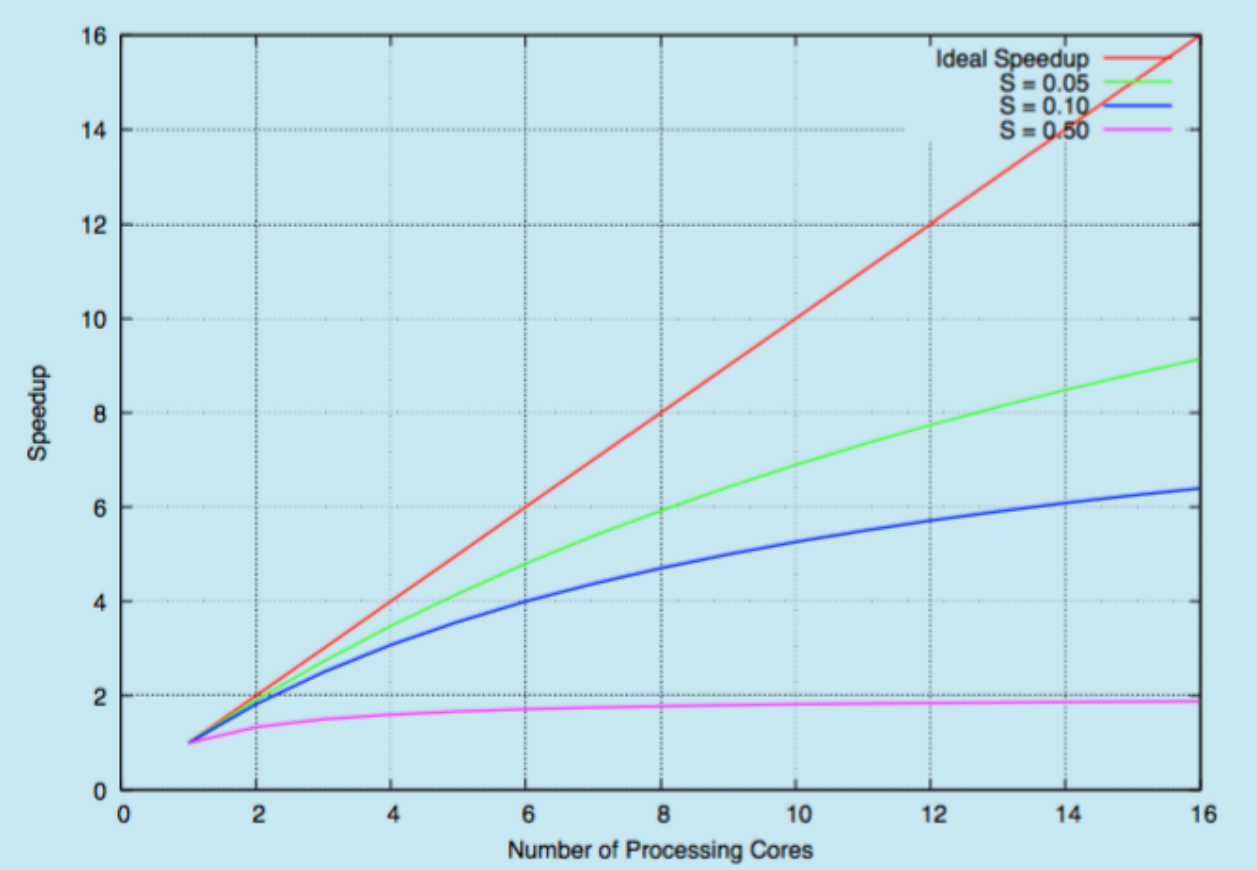 Ideal Speedup
S = 0.05
S = 0.10
S = 0.50
16
14
12
10
8
6
4
2
0
Speedup
0 2 4 6 8 10 12 14 16
Number of Processing Cores